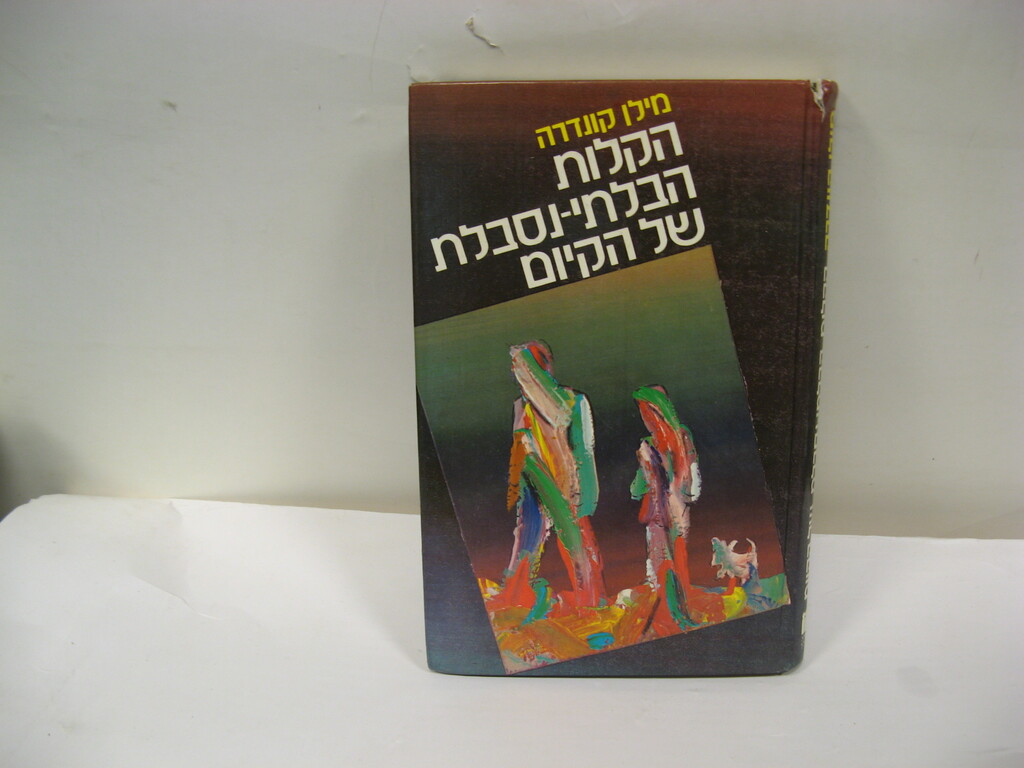 מילן קונדרה
הקלות
הבלתי-נסבלת
של הקיום